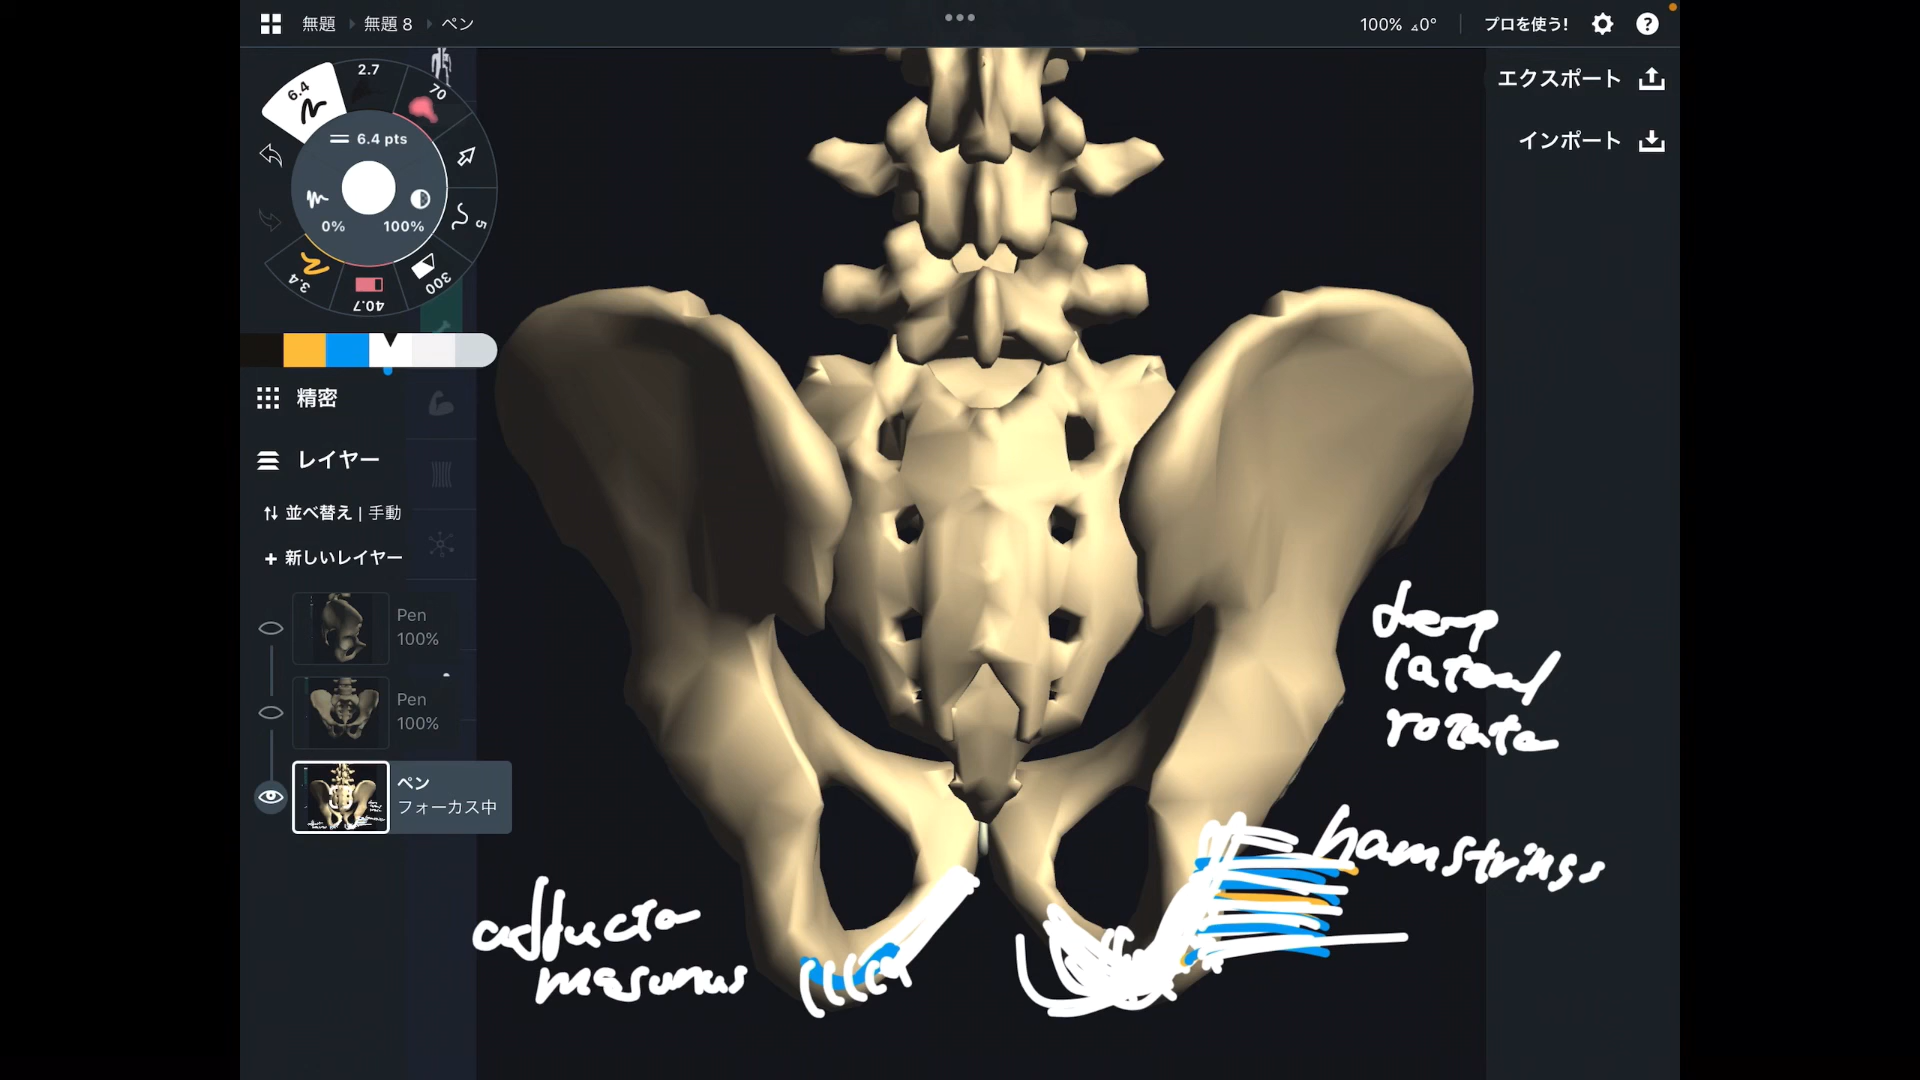 無題 無題 8 ペン
100% ⊿0° プロを使う!
エクスポート
インポート
2.7
6.4
70
6.4 pts
0% 100%
5
3.4
40.7
300
精密
レイヤー
並べ替え | 手動
+ 新しいレイヤー
Pen
100%
Pen
100%
ペン
フォーカス中
deep
lateral
rotate
hamstrings
adducto